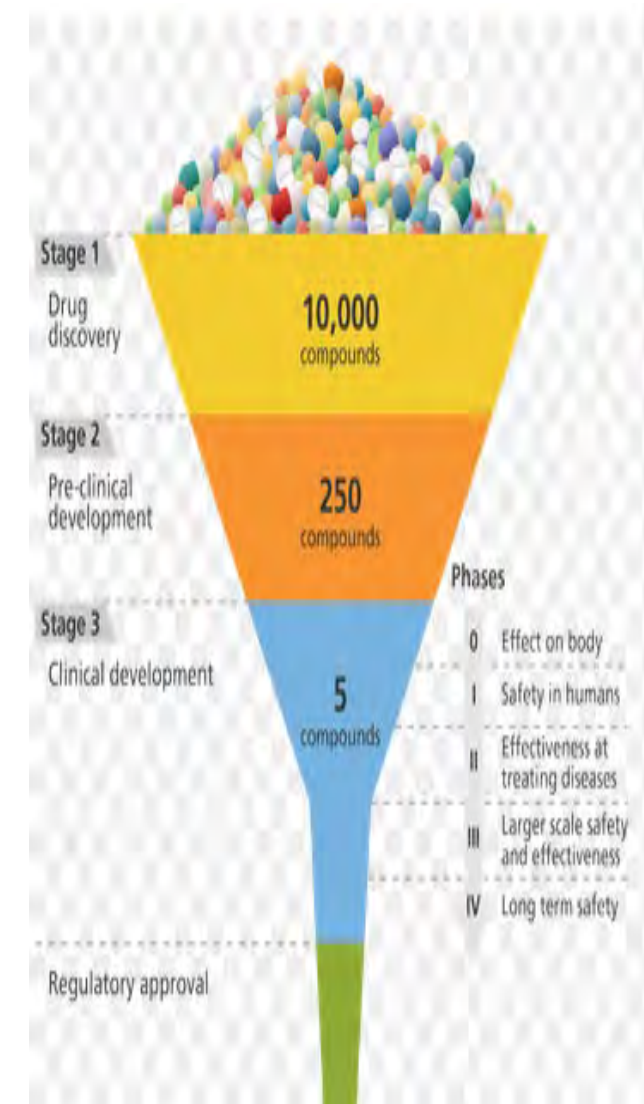 Stage 1
Drug
discovery
10,000
compounds
Stage 2
Pre-clinical
development
250
compounds
Stage 3
Clinical development
5
compounds
Phases
0 Effect on body
I Safety in humans
II Effectiveness at
treating diseases
III Larger scale safety
and effectiveness
IV Long term safety
Regulatory approval